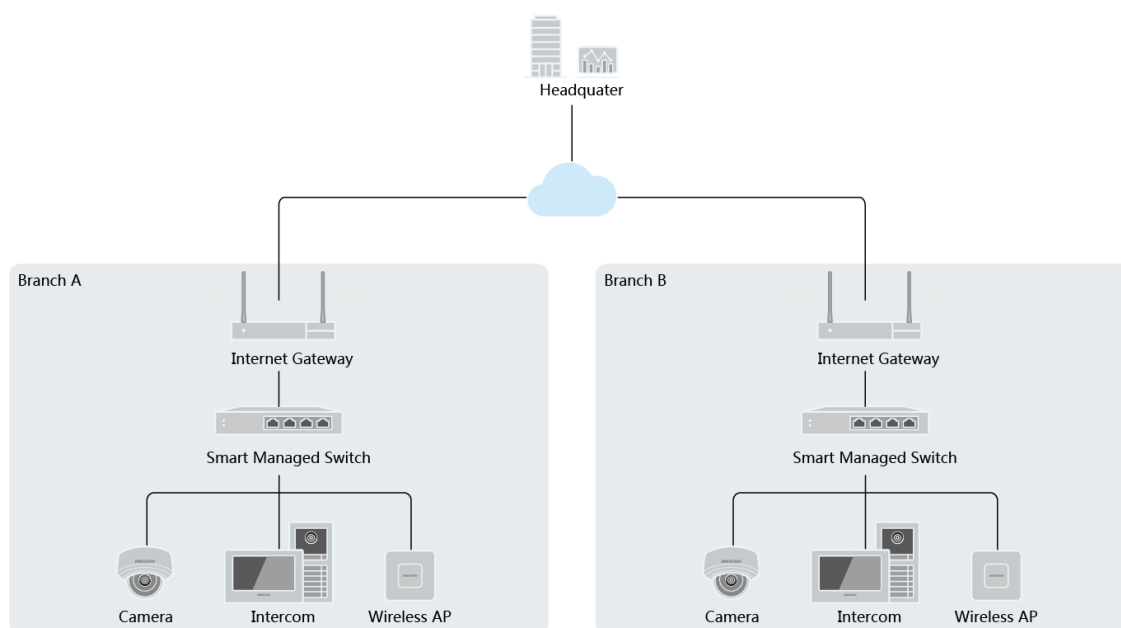 Headquater
Branch A
Branch B
Internet Gateway
Internet Gateway
Smart Managed Switch
Smart Managed Switch
Camera
Intercom
Wireless AP
Camera
Intercom
Wireless AP